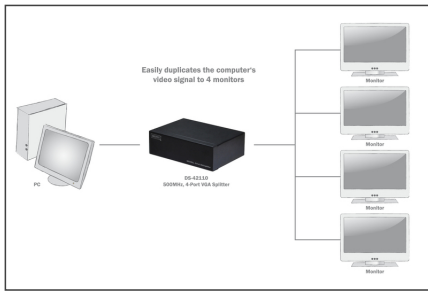 Easily duplicates the computer's
video signal to 4 monitors
PC
DS-42110
500MHz, 4-Port VGA Splitter
Monitor
Monitor
Monitor
Monitor